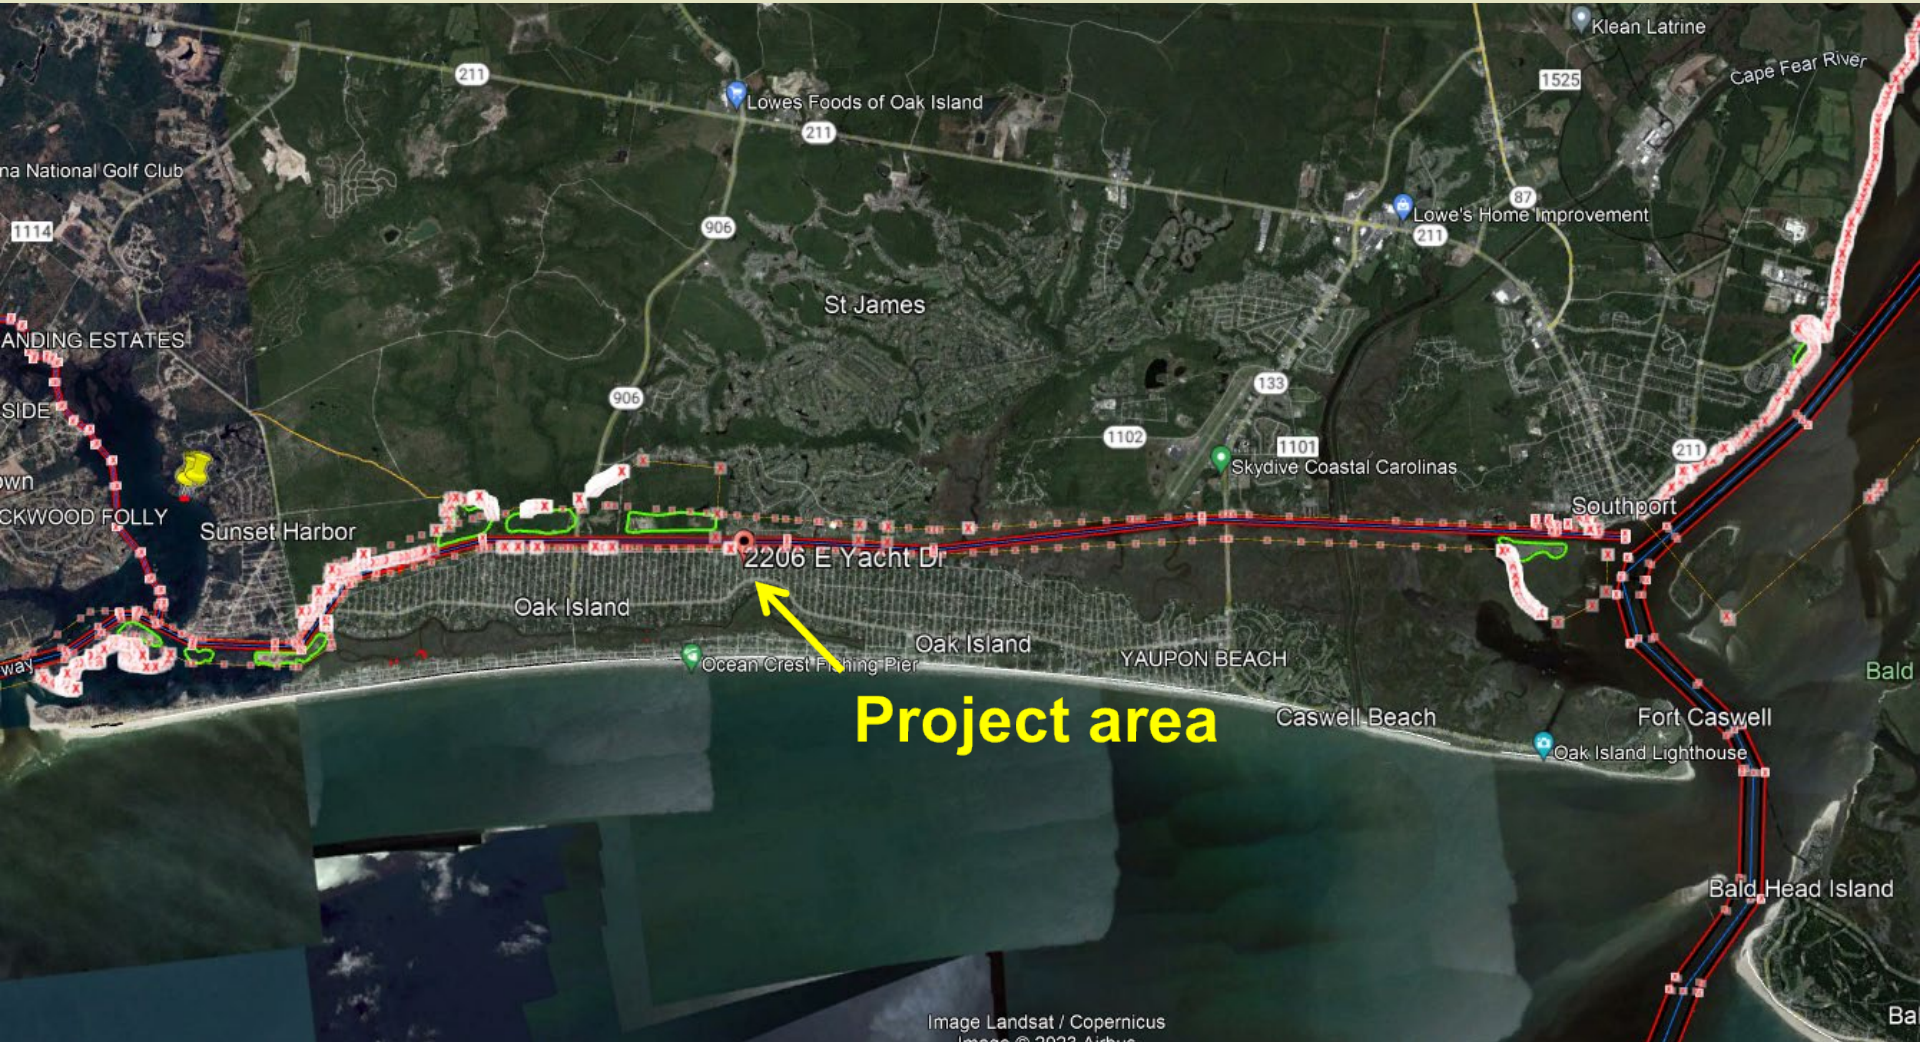 Klean Latrine
Cape Fear River
211
1525
Lowes Foods of Oak Island
211
na National Golf Club
87
Lowe's Home Improvement
906
1114
211
St James
ANDING ESTATES
133
906
SIDE
1102
1101
211
Skydive Coastal Carolinas
own
Southport
CKWOOD FOLLY
Sunset Harbor
2206 E Yacht Dr
Oak Island
Oak Island
YAUPON BEACH
way
Ocean Crest Fishing Pier
Bald
Project area
Caswell Beach
Fort Caswell
Oak Island Lighthouse
Bald Head Island
Ba
Image Landsat / Copernicus
Image © 2023 Airbus